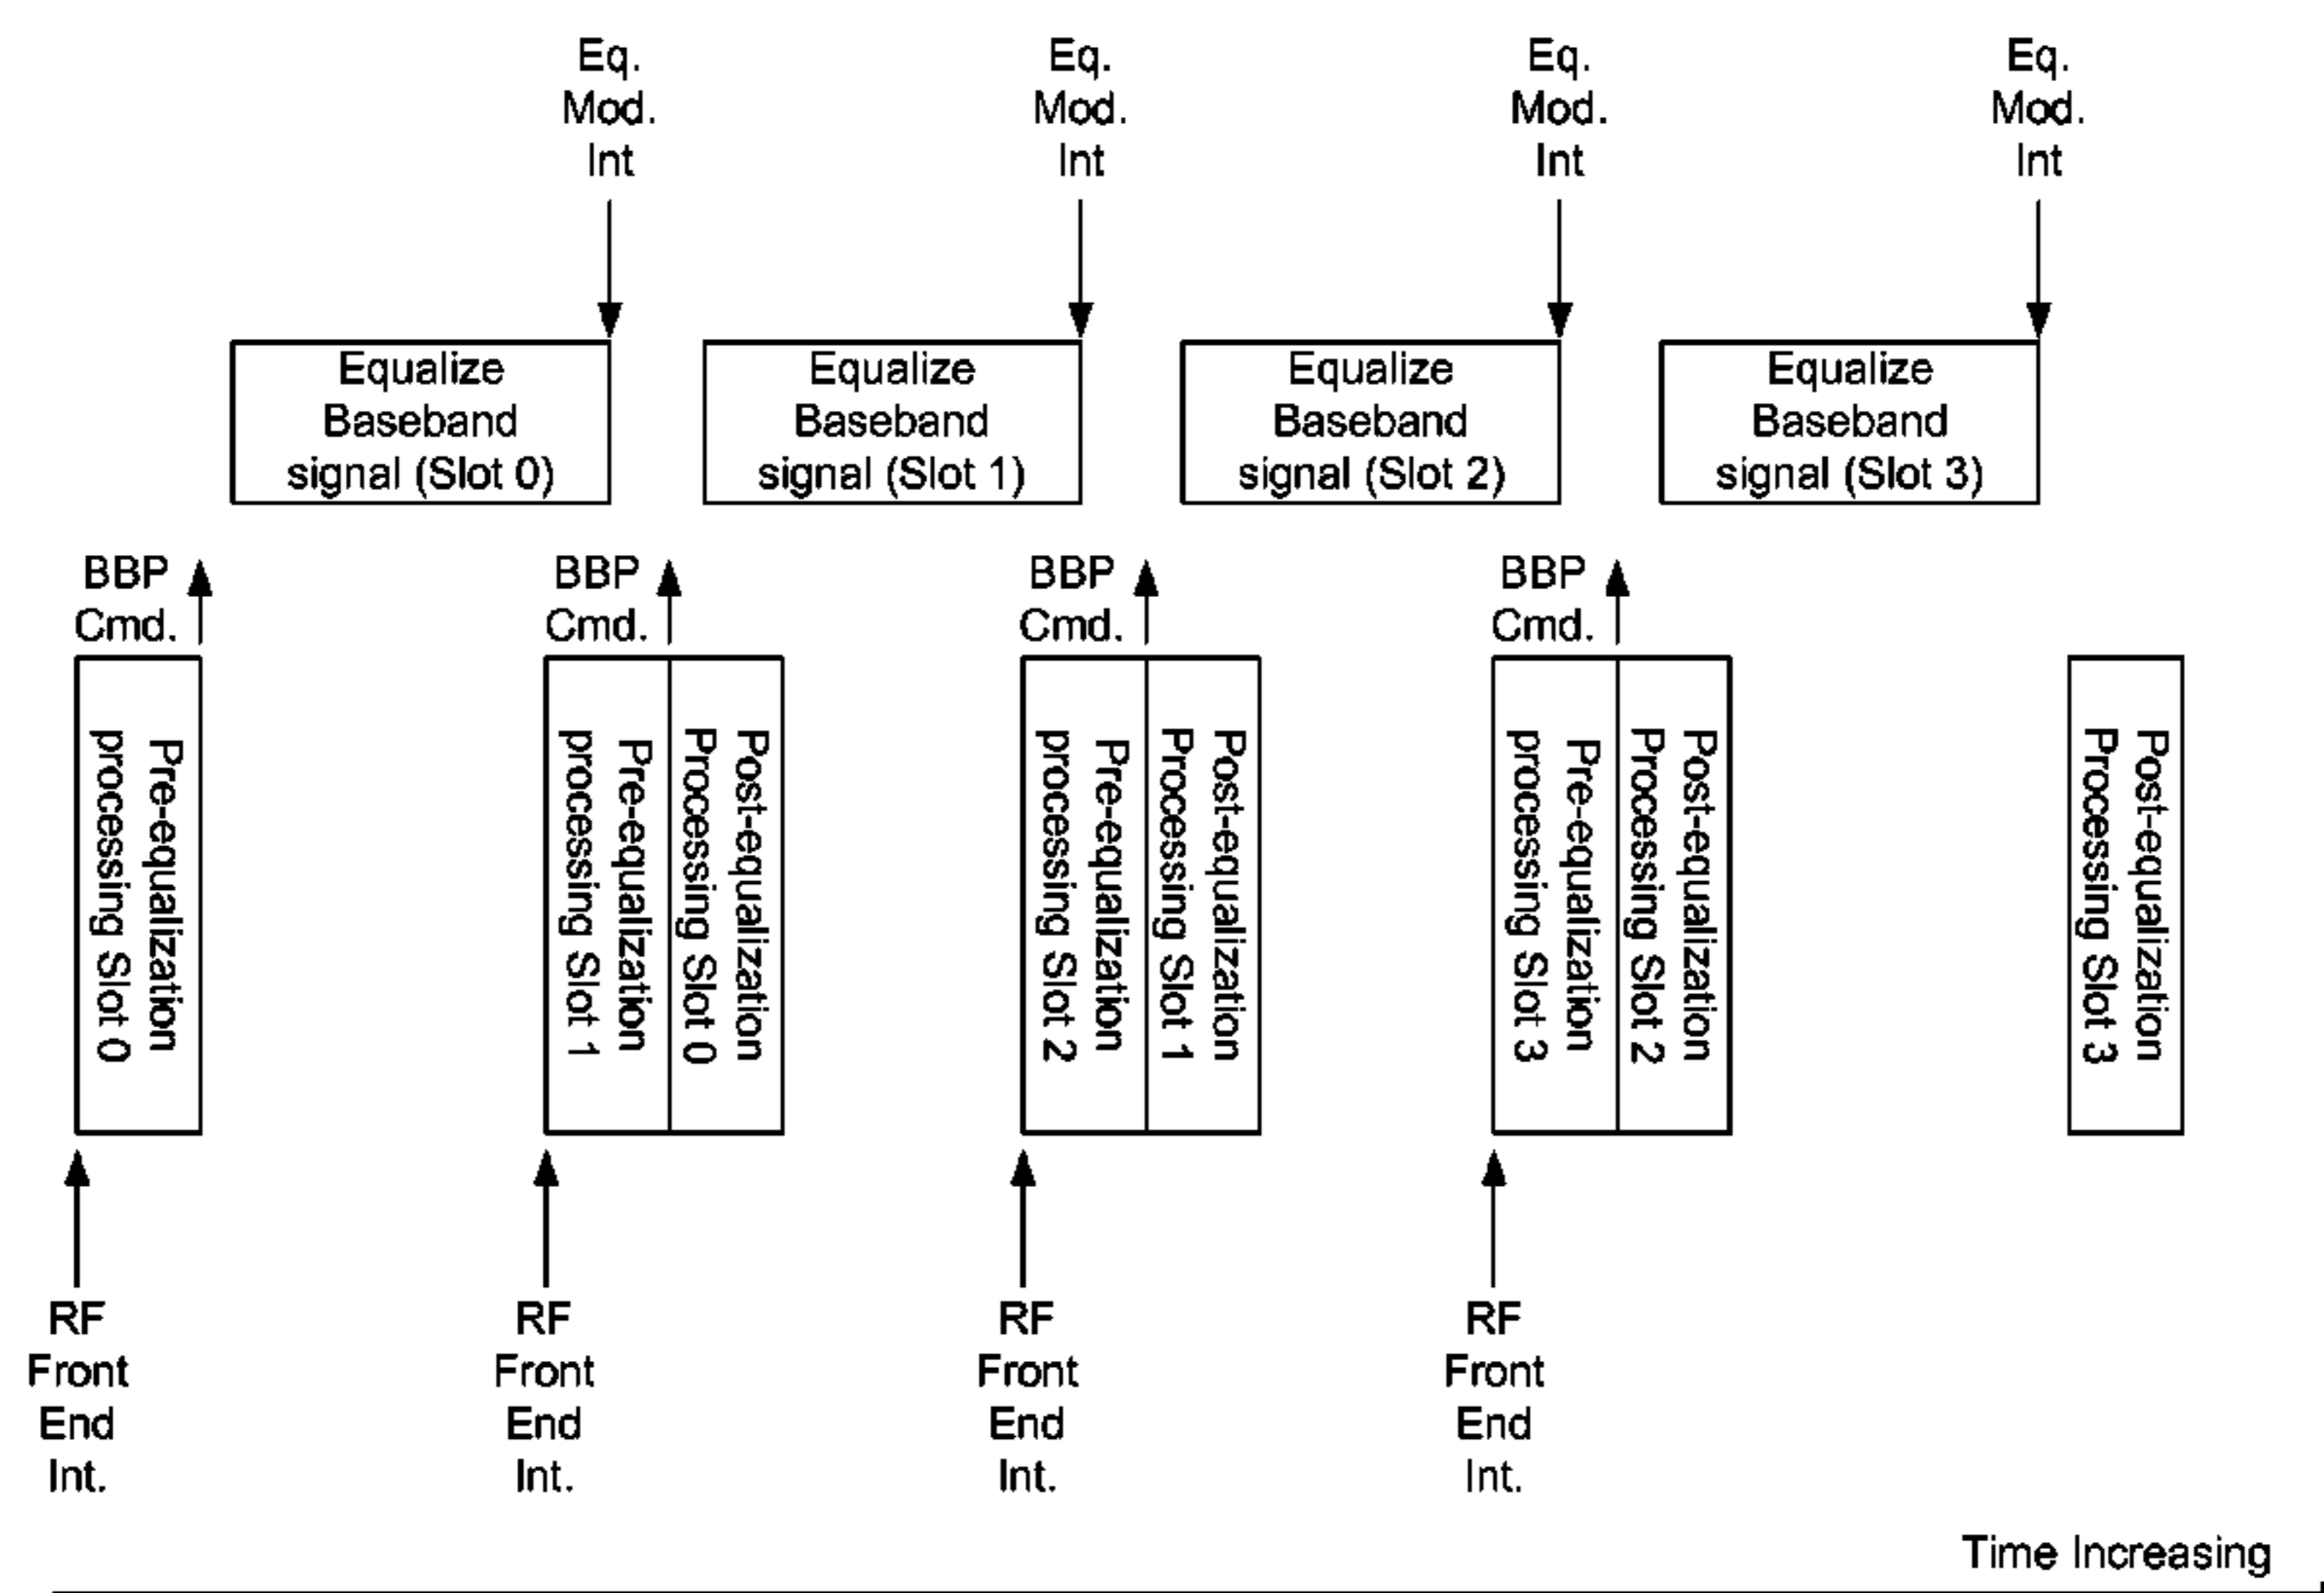 Eq.
Mod.
Int
Eq.
Mod.
Int
Eq.
Mod.
Int
Eq.
Mod.
Int
Equalize
Baseband
signal (Slot 0)
Equalize
Baseband
signal (Slot 1)
Equalize
Baseband
signal (Slot 2)
Equalize
Baseband
signal (Slot 3)
BBP
Cmd.
BBP
Cmd.
BBP
Cmd.
BBP
Cmd.
Pre-equalization
processing Slot 0
Pre-equalization
processing Slot 1
Post-equalization
Processing Slot 0
Pre-equalization
processing Slot 2
Post-equalization
Processing Slot 1
Pre-equalization
processing Slot 3
Post-equalization
Processing Slot 2
Post-equalization
Processing Slot 3
RF
Front
End
Int.
RF
Front
End
Int.
RF
Front
End
Int.
RF
Front
End
Int.
Time Increasing